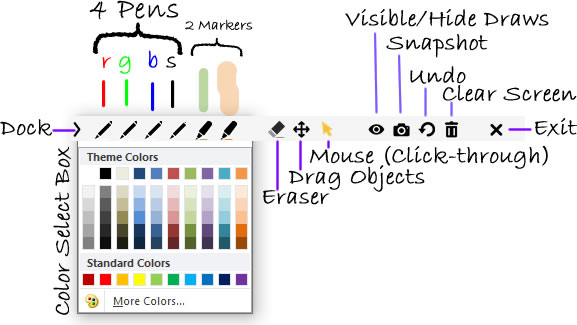 4 Pens
2 Markers
r g b s
Visible/Hide Draws
Snapshot
Undo
Clear Screen
Dock
Exit
Mouse (Click-through)
Drag Objects
Eraser
Color Select Box
Theme Colors
Standard Colors
More Colors...